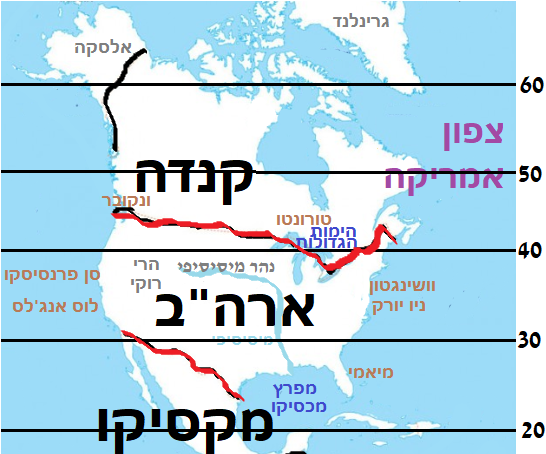 גרינלנד
אלסקה
60
צפון
אמריקה
קנדה
50
ונקובר
טורונטו
הימות
הגדולות
40
סן פרנסיסקו
הרי
רוקי
נהר מיסיסיפי
לוס אנג'לס
ארה"ב
וושינגטון
ניו יורק
מיסיסיפי
30
מיאמי
מפרץ
מכסיקו
מקסיקו
20